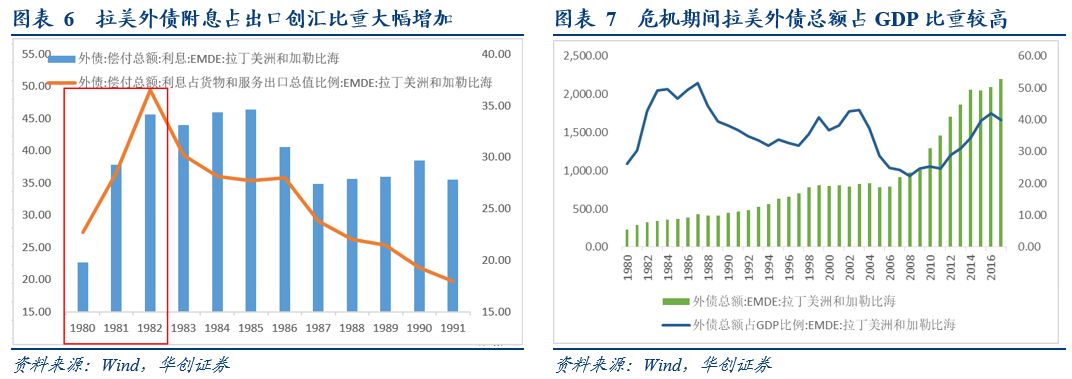 图表 6 拉美外债附息占出口创汇比重大幅增加
55.00
50.00
45.00
40.00
35.00
30.00
25.00
20.00
15.00
外债:偿付总额:利息:EMDE:拉丁美洲和加勒比海
外债:偿付总额:利息占货物和服务出口总值比例:EMDE:拉丁美洲和加勒比海
40.00
35.00
30.00
25.00
20.00
15.00
1980 1981 1982 1983 1984 1985 1986 1987 1988 1989 1990 1991
资料来源：Wind，华创证券
图表 7 危机期间拉美外债总额占 GDP 比重较高
2,500.00
2,000.00
1,500.00
1,000.00
500.00
0.00
60.00
50.00
40.00
30.00
20.00
10.00
0.00
1980 1982 1984 1986 1988 1990 1992 1994 1996 1998 2000 2002 2004 2006 2008 2010 2012 2014 2016
外债总额:EMDE:拉丁美洲和加勒比海
外债总额占GDP比例:EMDE:拉丁美洲和加勒比海
资料来源：Wind，华创证券